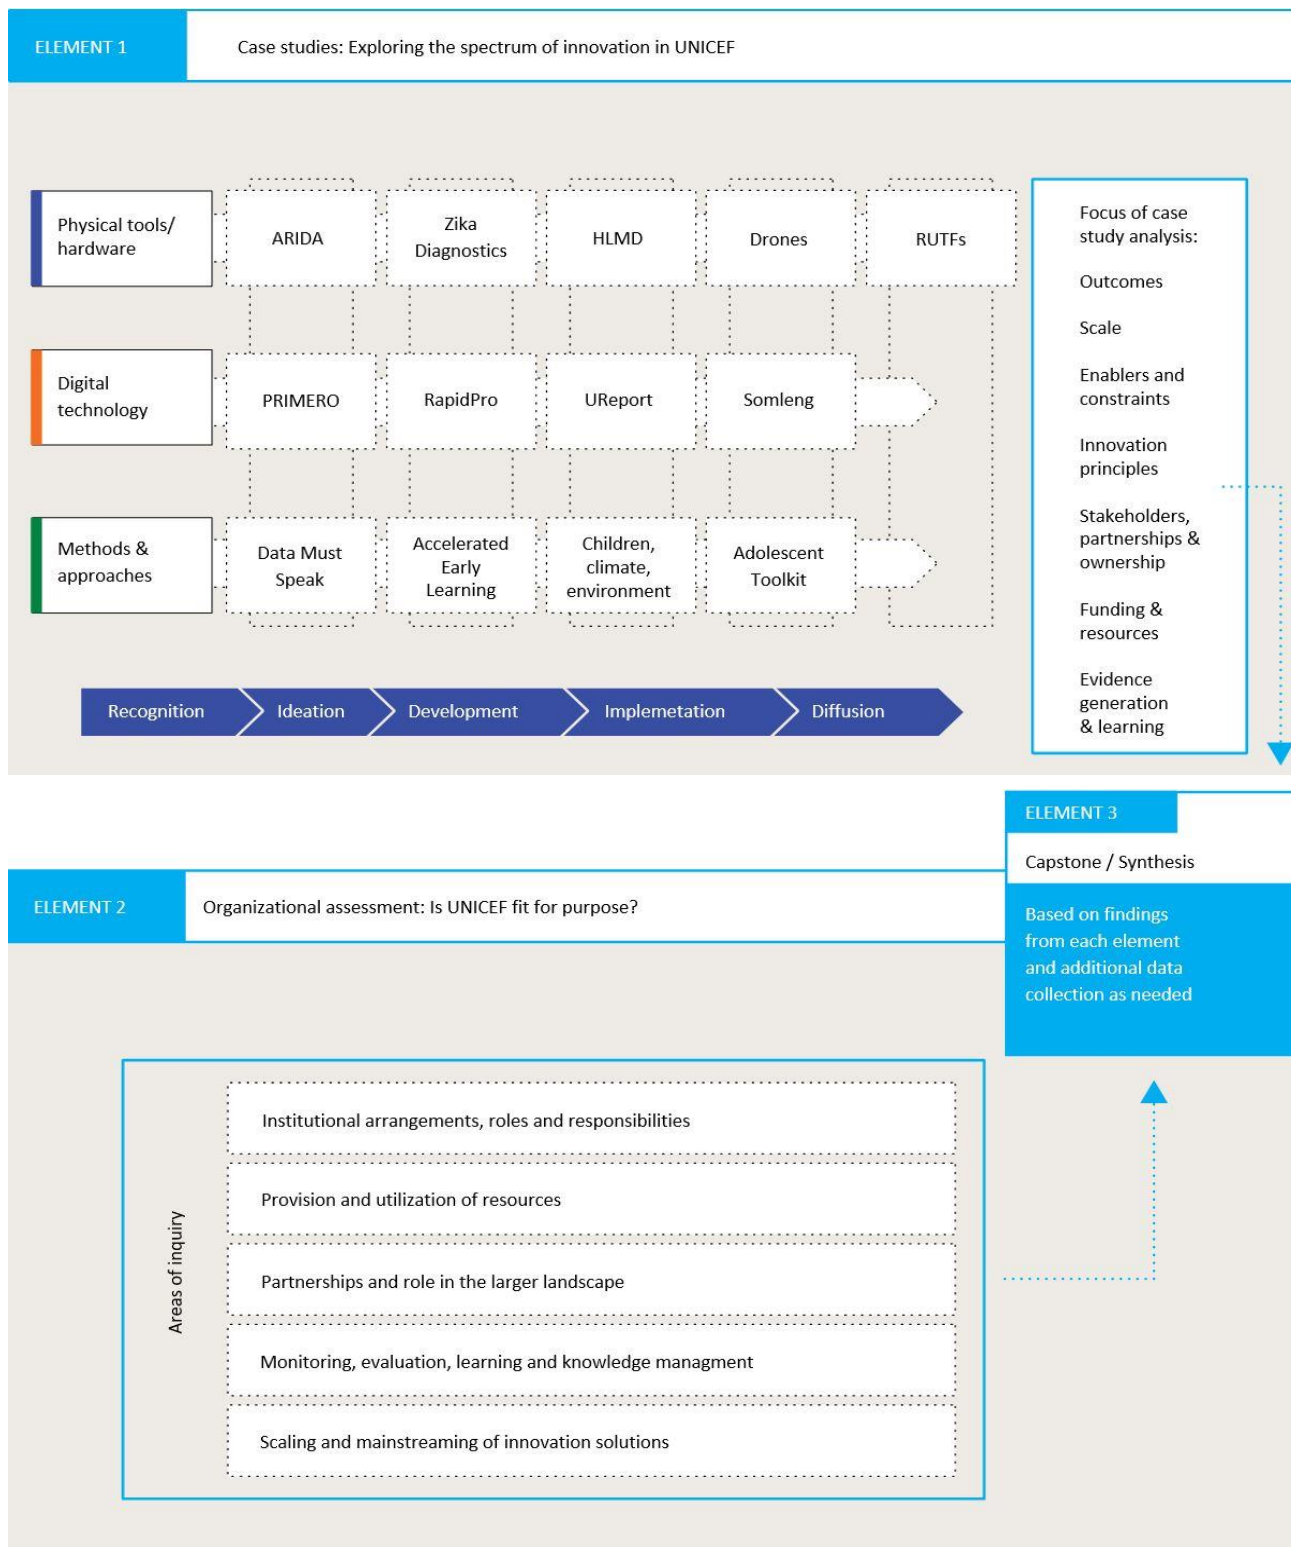 ELEMENT 1
Case studies: Exploring the spectrum of innovation in UNICEF
Physical tools/
hardware
ARIDA
Zika
Diagnostics
HLMD
Drones
RUTFs
Digital
technology
PRIMERO
RapidPro
UReport
Somleng
Methods &
approaches
Data Must
Speak
Accelerated
Early
Learning
Children,
climate,
environment
Adolescent
Toolkit
Recognition
Ideation
Development
Implemetation
Diffusion
Focus of case
study analysis:
Outcomes
Scale
Enablers and
constraints
Innovation
principles
Stakeholders,
partnerships &
ownership
Funding &
resources
Evidence
generation
& learning
ELEMENT 3
Capstone / Synthesis
Based on findings
from each element
and additional data
collection as needed
ELEMENT 2
Organizational assessment: Is UNICEF fit for purpose?
Areas of inquiry
Institutional arrangements, roles and responsibilities
Provision and utilization of resources
Partnerships and role in the larger landscape
Monitoring, evaluation, learning and knowledge managment
Scaling and mainstreaming of innovation solutions